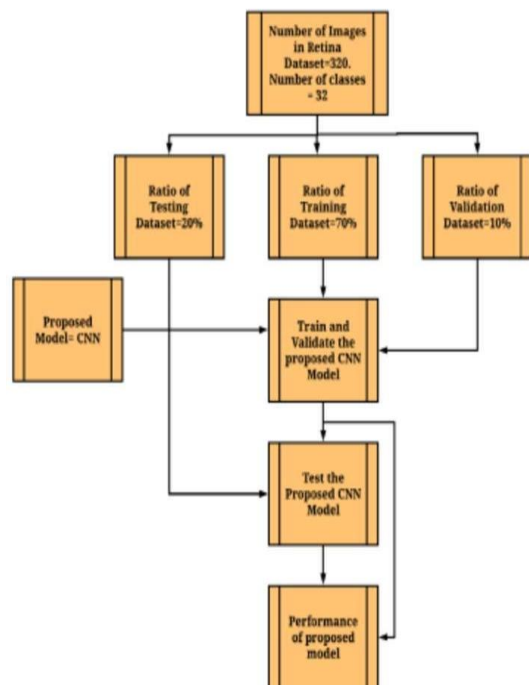 Number of Images
in Retina
Dataset=320.
Number of classes
= 32
Ratio of
Testing
Dataset=20%
Ratio of
Training
Dataset=70%
Ratio of
Validation
Dataset=10%
Proposed
Model= CNN
Train and
Validate the
proposed CNN
Model
Test the
Proposed CNN
Model
Performance
of proposed
model